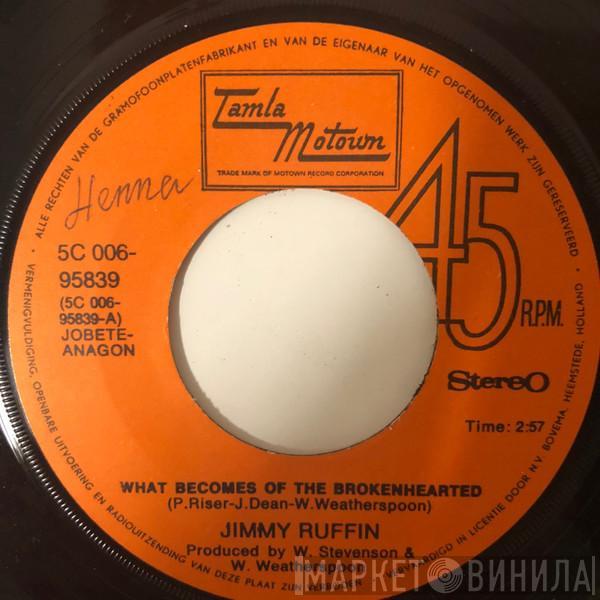 ALLE RECHTEN VAN DE GRAMOFOONPLATENFABRIKANT EN VAN DE EIGENAAR VAN HET OPGENOMEN WERK ZIJN GERESERVEERD
Tamla
Motown
TRADE MARK OF MOTOWN RECORD CORPORATION
Henner
45
R.P.M.
5C 006-
95839
(5C 006-
95839-A)
JOBETE-
ANAGON
Stereo
Time: 2:57
WHAT BECOMES OF THE BROKENHEARTED
(P.Riser-J.Dean-W.Weatherspoon)
JIMMY RUFFIN
Produced by W. Stevenson &
W. Weatherspoon
VERMENIGVULDIGING, OPENBARE UITVOERING EN RADIOUITZENDING VAN DEZE PLAAT ZIJN VERBODEN
VERVAARDIGD IN LICENTIE DOOR N.V. BOVEMA, HEEMSTEDE, HOLLAND
МАРКЕТ ВИНИЛА